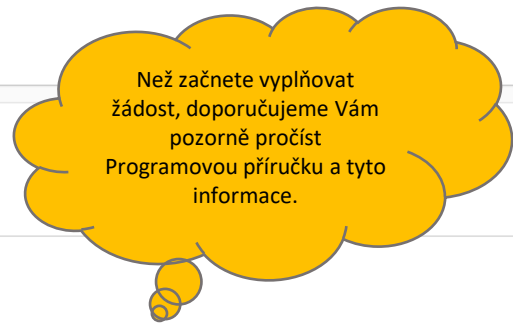 Než začnete vyplňovat
žádost, doporučujeme Vám
pozorně pročíst
Programovou příručku a tyto
informace.